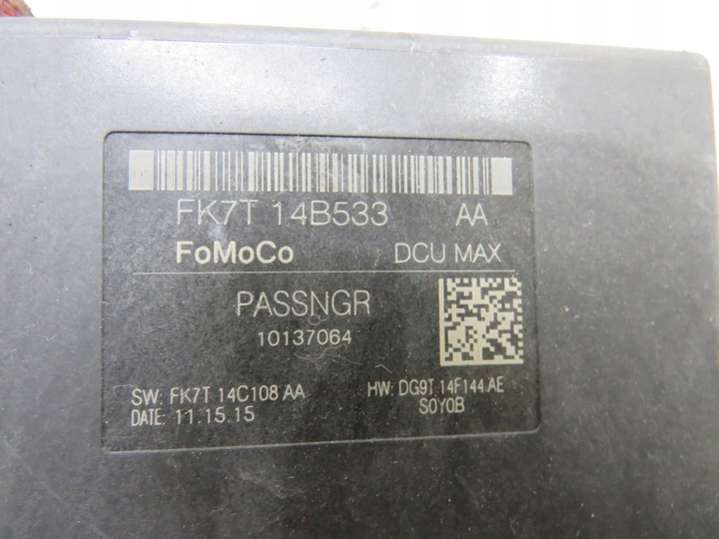 FK7T 14B533 AA
FoMoCo DCU MAX
PASSNGR
10137064
SW: FK7T 14C108 AA HW: DG9T 14F144 AE
DATE: 11.15.15 S0Y0B